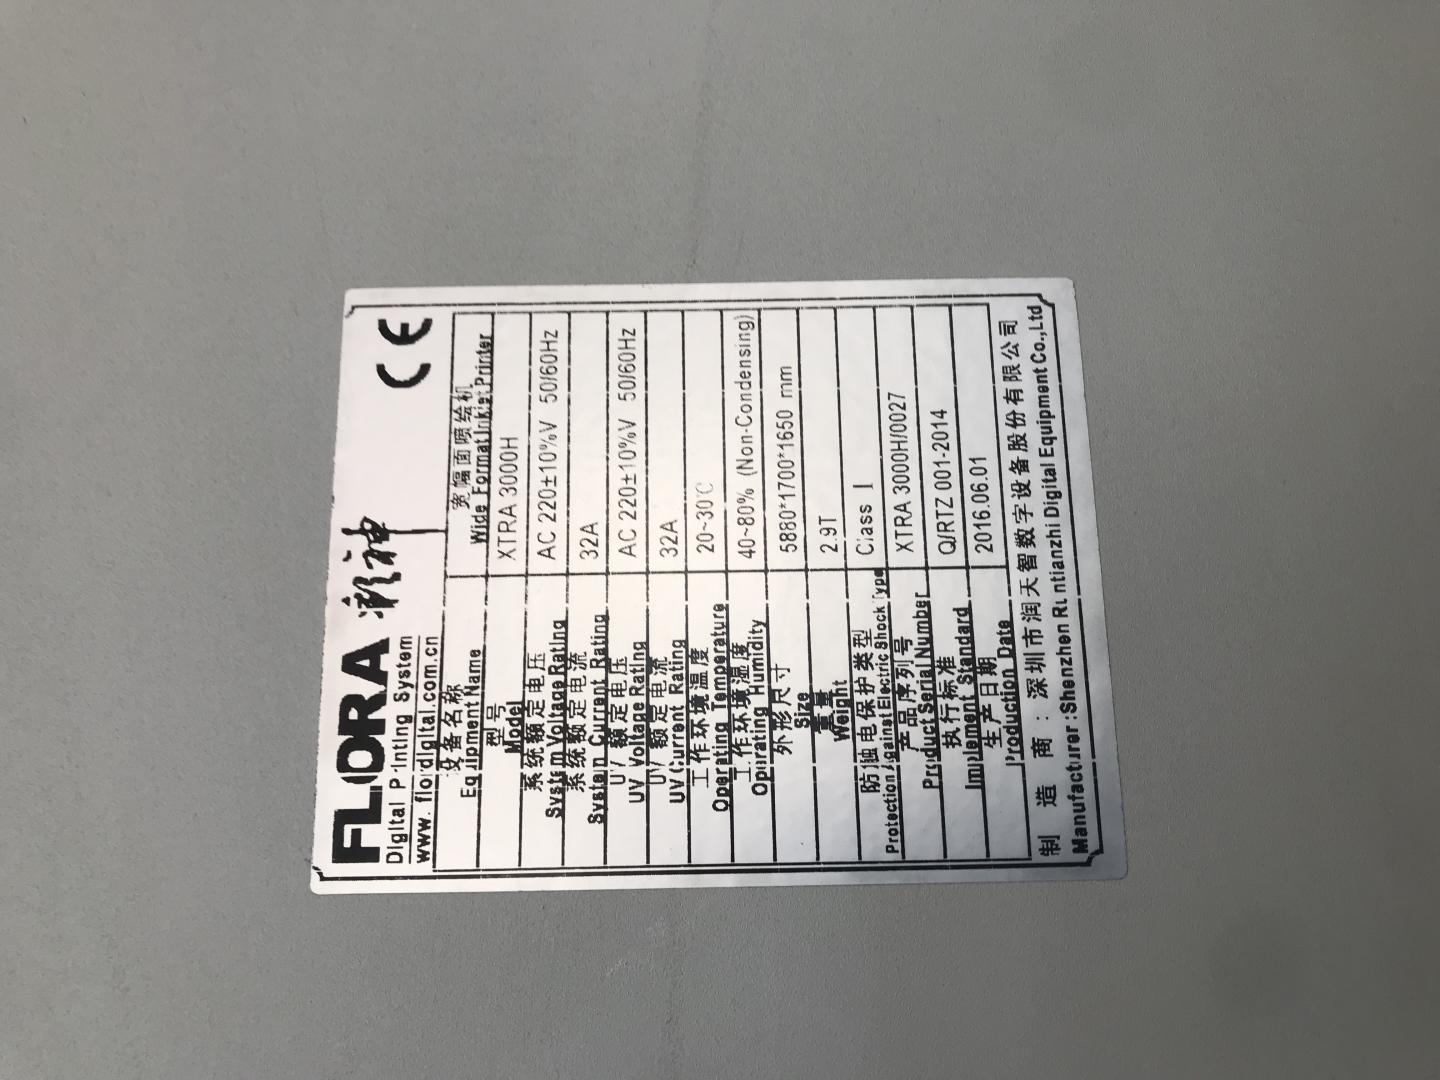 FLORA 彩神
CE
Digital Printing System
www.floradigital.com.cn
设备名称 宽幅面喷绘机
Equipment Name Wide Format Inkjet Printer
型号
Model XTRA 3000H
系统额定电压
System Voltage Rating AC 220±10%V 50/60Hz
系统额定电流
System Current Rating 32A
UV 额定电压
UV Voltage Rating AC 220±10%V 50/60Hz
UV 额定电流
UV Current Rating 32A
工作环境温度
Operating Temperature 20~30℃
工作环境湿度
Operating Humidity 40~80% (Non-Condensing)
外形尺寸
Size 5880*1700*1650 mm
重量
Weight 2.9T
防触电保护类型
Protection Against Electric Shock Type Class I
产品序列号
Product Serial Number XTRA 3000H/0027
执行标准
Implement Standard Q/RTZ 001-2014
生产日期
Production Date 2016.06.01
制造商：深圳市润天智数字设备股份有限公司
Manufacturer:Shenzhen Runtianzhi Digital Equipment Co.,Ltd